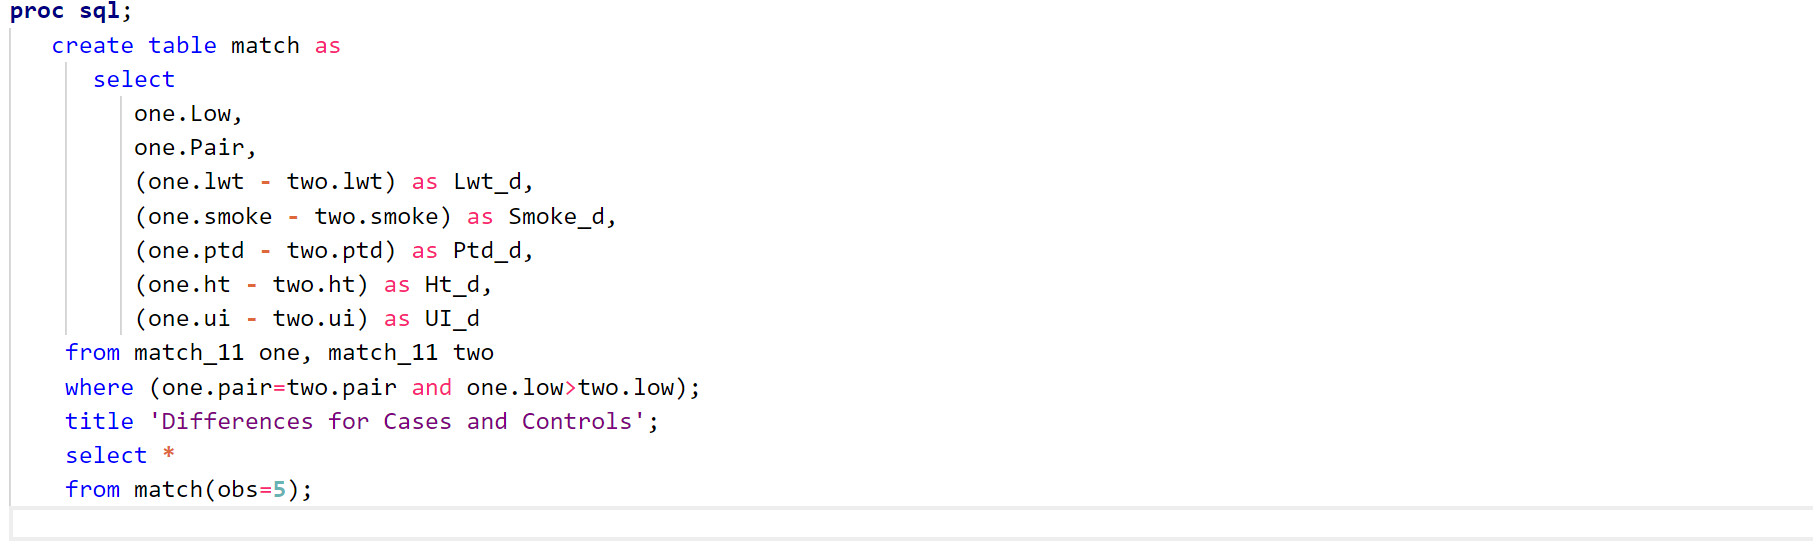 proc sql;
create table match as
select
one.Low,
one.Pair,
(one.lwt - two.lwt) as Lwt_d,
(one.smoke - two.smoke) as Smoke_d,
(one.ptd - two.ptd) as Ptd_d,
(one.ht - two.ht) as Ht_d,
(one.ui - two.ui) as UI_d
from match_11 one, match_11 two
where (one.pair=two.pair and one.low>two.low);
title 'Differences for Cases and Controls';
select *
from match(obs=5);